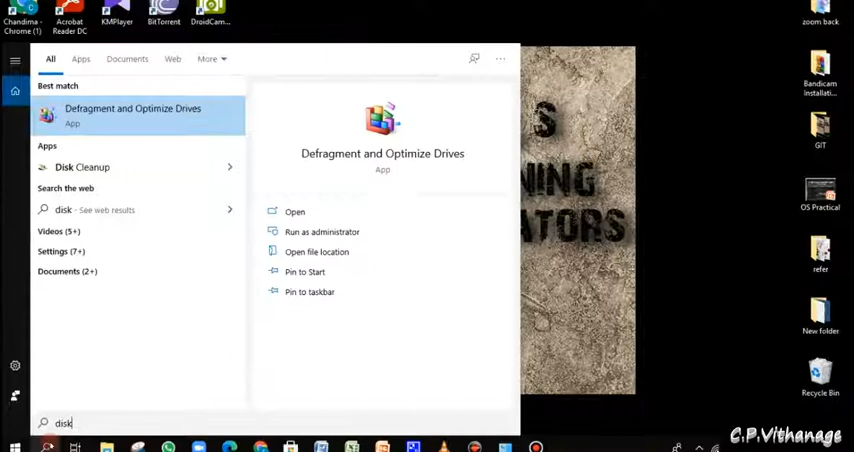 Chandima -
Chrome (1)
Acrobat
Reader DC
KMPlayer
BitTorrent
DroidCam...
zoom back
All Apps Documents Web More
Best match
Defragment and Optimize Drives
App
Apps
Disk Cleanup
Search the web
disk - See web results
Videos (5+)
Settings (7+)
Documents (2+)
Defragment and Optimize Drives
App
Open
Run as administrator
Open file location
Pin to Start
Pin to taskbar
Bandicam
Installati...
GIT
OS Practical
refer
New folder
Recycle Bin
disk
C.P.Vithanage